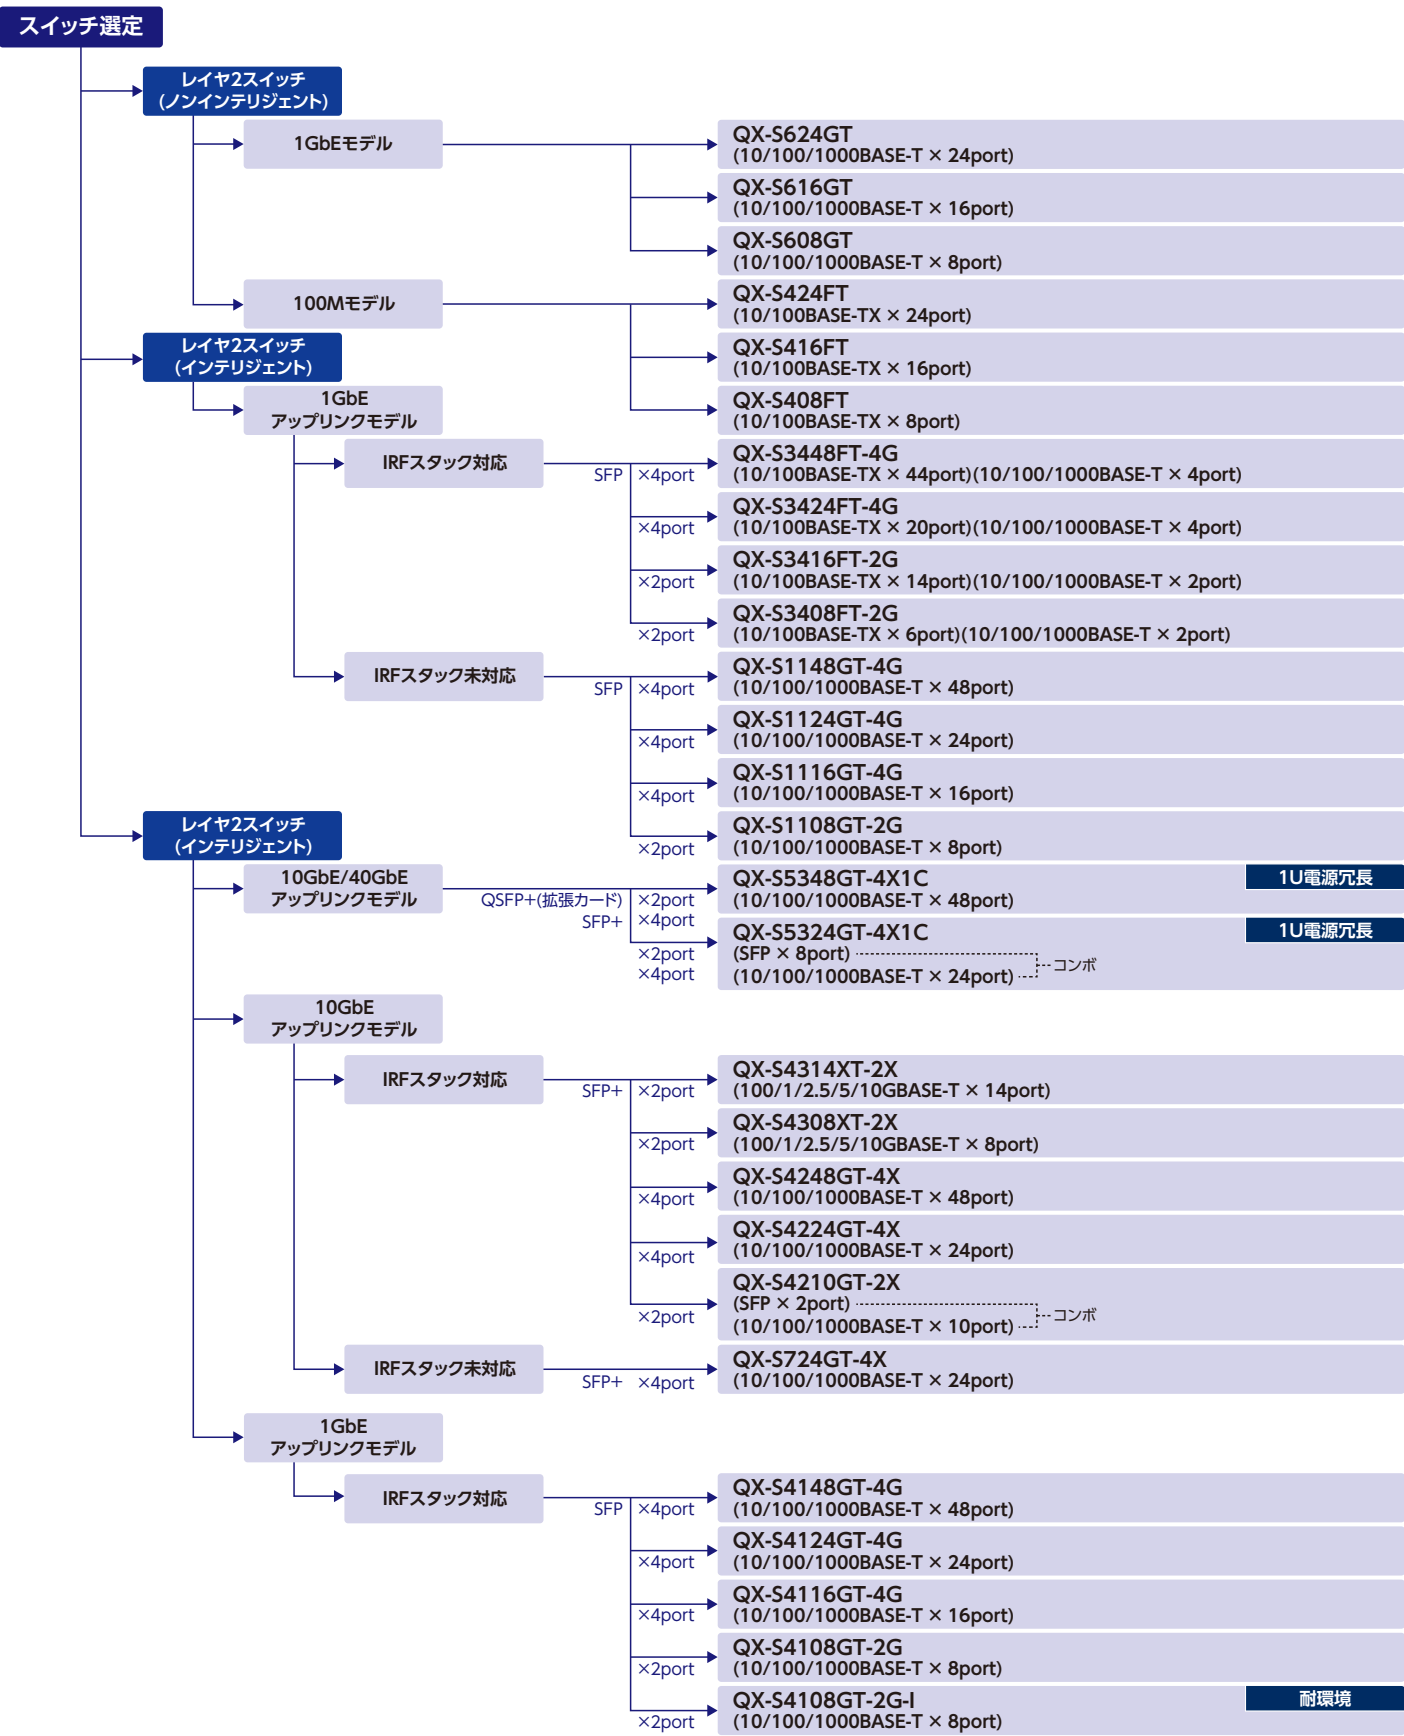 スイッチ選定
レイヤ2スイッチ
(ノンインテリジェント)
1GbEモデル
QX-S624GT
(10/100/1000BASE-T × 24port)
QX-S616GT
(10/100/1000BASE-T × 16port)
QX-S608GT
(10/100/1000BASE-T × 8port)
100Mモデル
QX-S424FT
(10/100BASE-TX × 24port)
QX-S416FT
(10/100BASE-TX × 16port)
QX-S408FT
(10/100BASE-TX × 8port)
レイヤ2スイッチ
(インテリジェント)
1GbE
アップリンクモデル
IRFスタック対応
SFP ×4port
QX-S3448FT-4G
(10/100BASE-TX × 44port)(10/100/1000BASE-T × 4port)
×4port
QX-S3424FT-4G
(10/100BASE-TX × 20port)(10/100/1000BASE-T × 4port)
×2port
QX-S3416FT-2G
(10/100BASE-TX × 14port)(10/100/1000BASE-T × 2port)
×2port
QX-S3408FT-2G
(10/100BASE-TX × 6port)(10/100/1000BASE-T × 2port)
IRFスタック未対応
SFP ×4port
QX-S1148GT-4G
(10/100/1000BASE-T × 48port)
×4port
QX-S1124GT-4G
(10/100/1000BASE-T × 24port)
×4port
QX-S1116GT-4G
(10/100/1000BASE-T × 16port)
×2port
QX-S1108GT-2G
(10/100/1000BASE-T × 8port)
レイヤ2スイッチ
(インテリジェント)
10GbE/40GbE
アップリンクモデル
QSFP+(拡張カード) ×2port
SFP+ ×4port
QX-S5348GT-4X1C
1U電源冗長
(10/100/1000BASE-T × 48port)
×2port
×4port
QX-S5324GT-4X1C
1U電源冗長
(SFP × 8port)
(10/100/1000BASE-T × 24port)
コンボ
10GbE
アップリンクモデル
IRFスタック対応
SFP+ ×2port
QX-S4314XT-2X
(100/1/2.5/5/10GBASE-T × 14port)
×2port
QX-S4308XT-2X
(100/1/2.5/5/10GBASE-T × 8port)
×4port
QX-S4248GT-4X
(10/100/1000BASE-T × 48port)
×4port
QX-S4224GT-4X
(10/100/1000BASE-T × 24port)
×2port
QX-S4210GT-2X
(SFP × 2port)
(10/100/1000BASE-T × 10port)
コンボ
IRFスタック未対応
SFP+ ×4port
QX-S724GT-4X
(10/100/1000BASE-T × 24port)
1GbE
アップリンクモデル
IRFスタック対応
SFP ×4port
QX-S4148GT-4G
(10/100/1000BASE-T × 48port)
×4port
QX-S4124GT-4G
(10/100/1000BASE-T × 24port)
×4port
QX-S4116GT-4G
(10/100/1000BASE-T × 16port)
×2port
QX-S4108GT-2G
(10/100/1000BASE-T × 8port)
×2port
QX-S4108GT-2G-I
耐環境
(10/100/1000BASE-T × 8port)